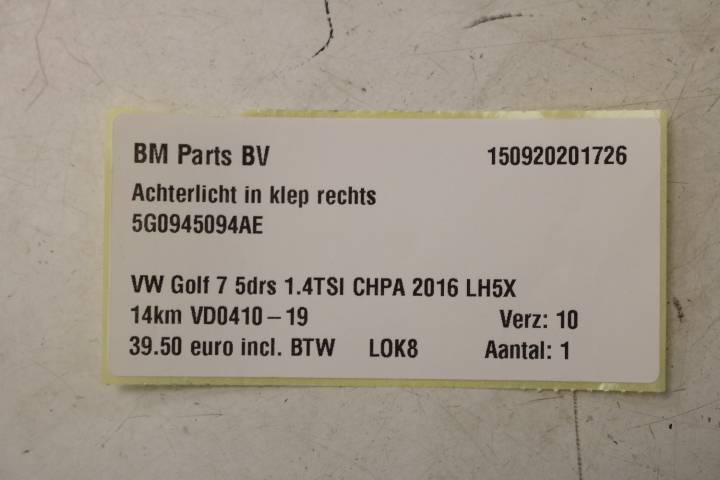 BM Parts BV 150920201726
Achterlicht in klep rechts
5G0945094AE
VW Golf 7 5drs 1.4TSI CHPA 2016 LH5X
14km VD0410-19 Verz: 10
39.50 euro incl. BTW LOK8 Aantal: 1